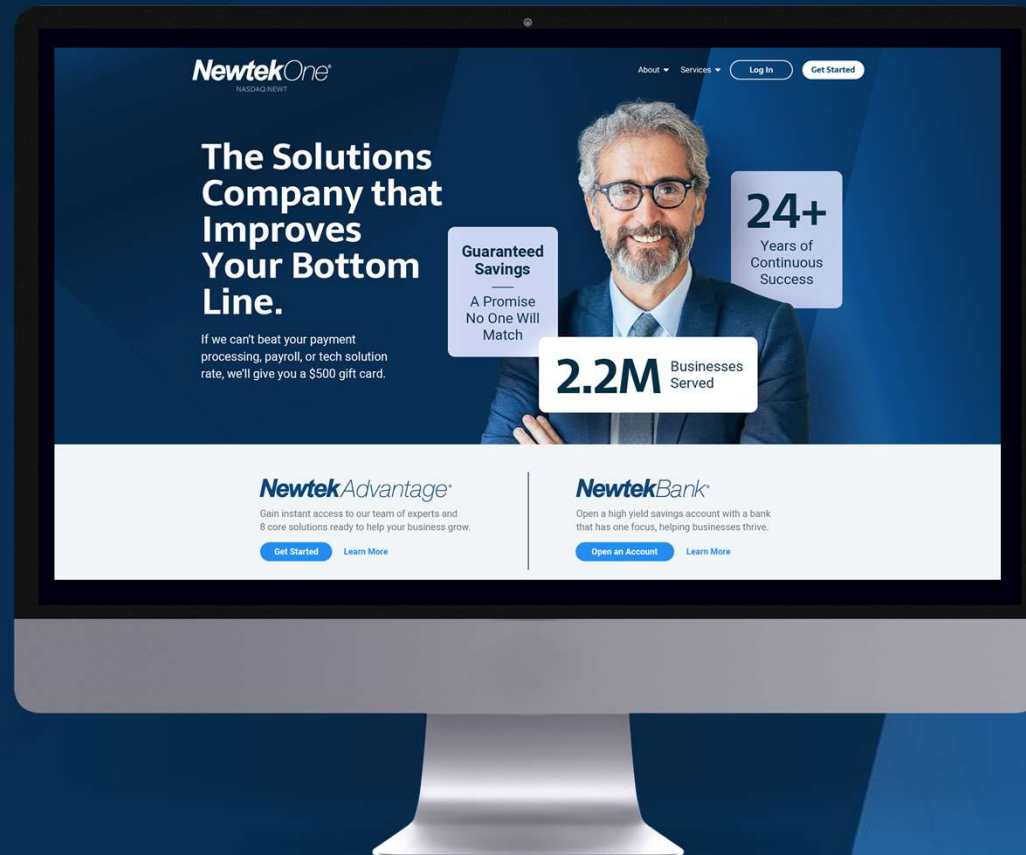 NewtekOne®
NASDAQ:NEWT
About
Services
Log In
Get Started
The Solutions
Company that
Improves
Your Bottom
Line.
If we can't beat your payment
processing, payroll, or tech solution
rate, we'll give you a $500 gift card.
Guaranteed
Savings
A Promise
No One Will
Match
24+
Years of
Continuous
Success
2.2M
Businesses
Served
NewtekAdvantage®
Gain instant access to our team of experts and
8 core solutions ready to help your business grow.
Get Started
Learn More
NewtekBank®
Open a high yield savings account with a bank
that has one focus, helping businesses thrive.
Open an Account
Learn More